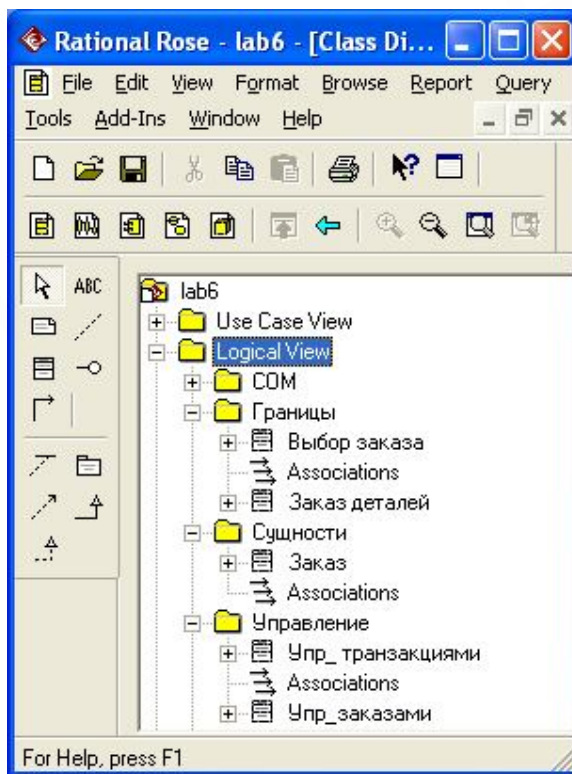 Rational Rose - lab6 - [Class Di...
File Edit View Format Browse Report Query
Tools Add-Ins Window Help
ABC
lab6
Use Case View
Logical View
COM
Границы
Выбор заказа
Associations
Заказ деталей
Сущности
Заказ
Associations
Управление
Упр_ транзакциями
Associations
Упр_заказами
For Help, press F1